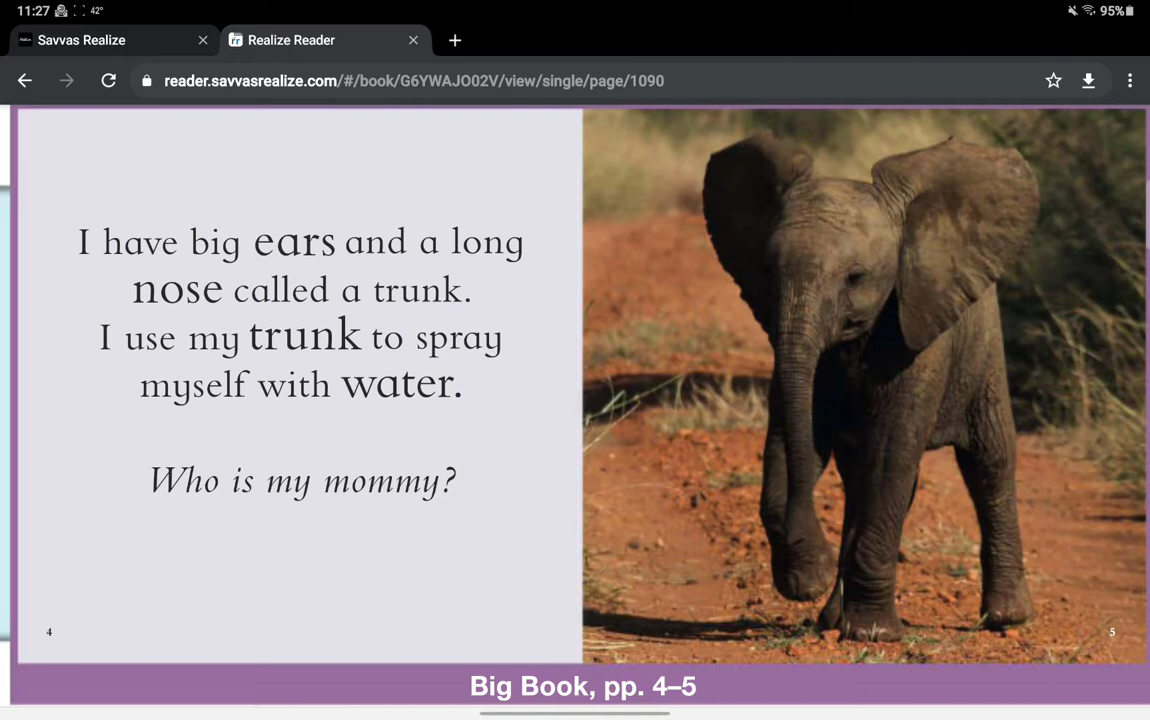 11:27 42° 95%
Savvas Realize
Realize Reader
reader.savvasrealize.com/#/book/G6YWAJO02V/view/single/page/1090
I have big ears and a long
nose called a trunk.
I use my trunk to spray
myself with water.
Who is my mommy?
4
5
Big Book, pp. 4–5